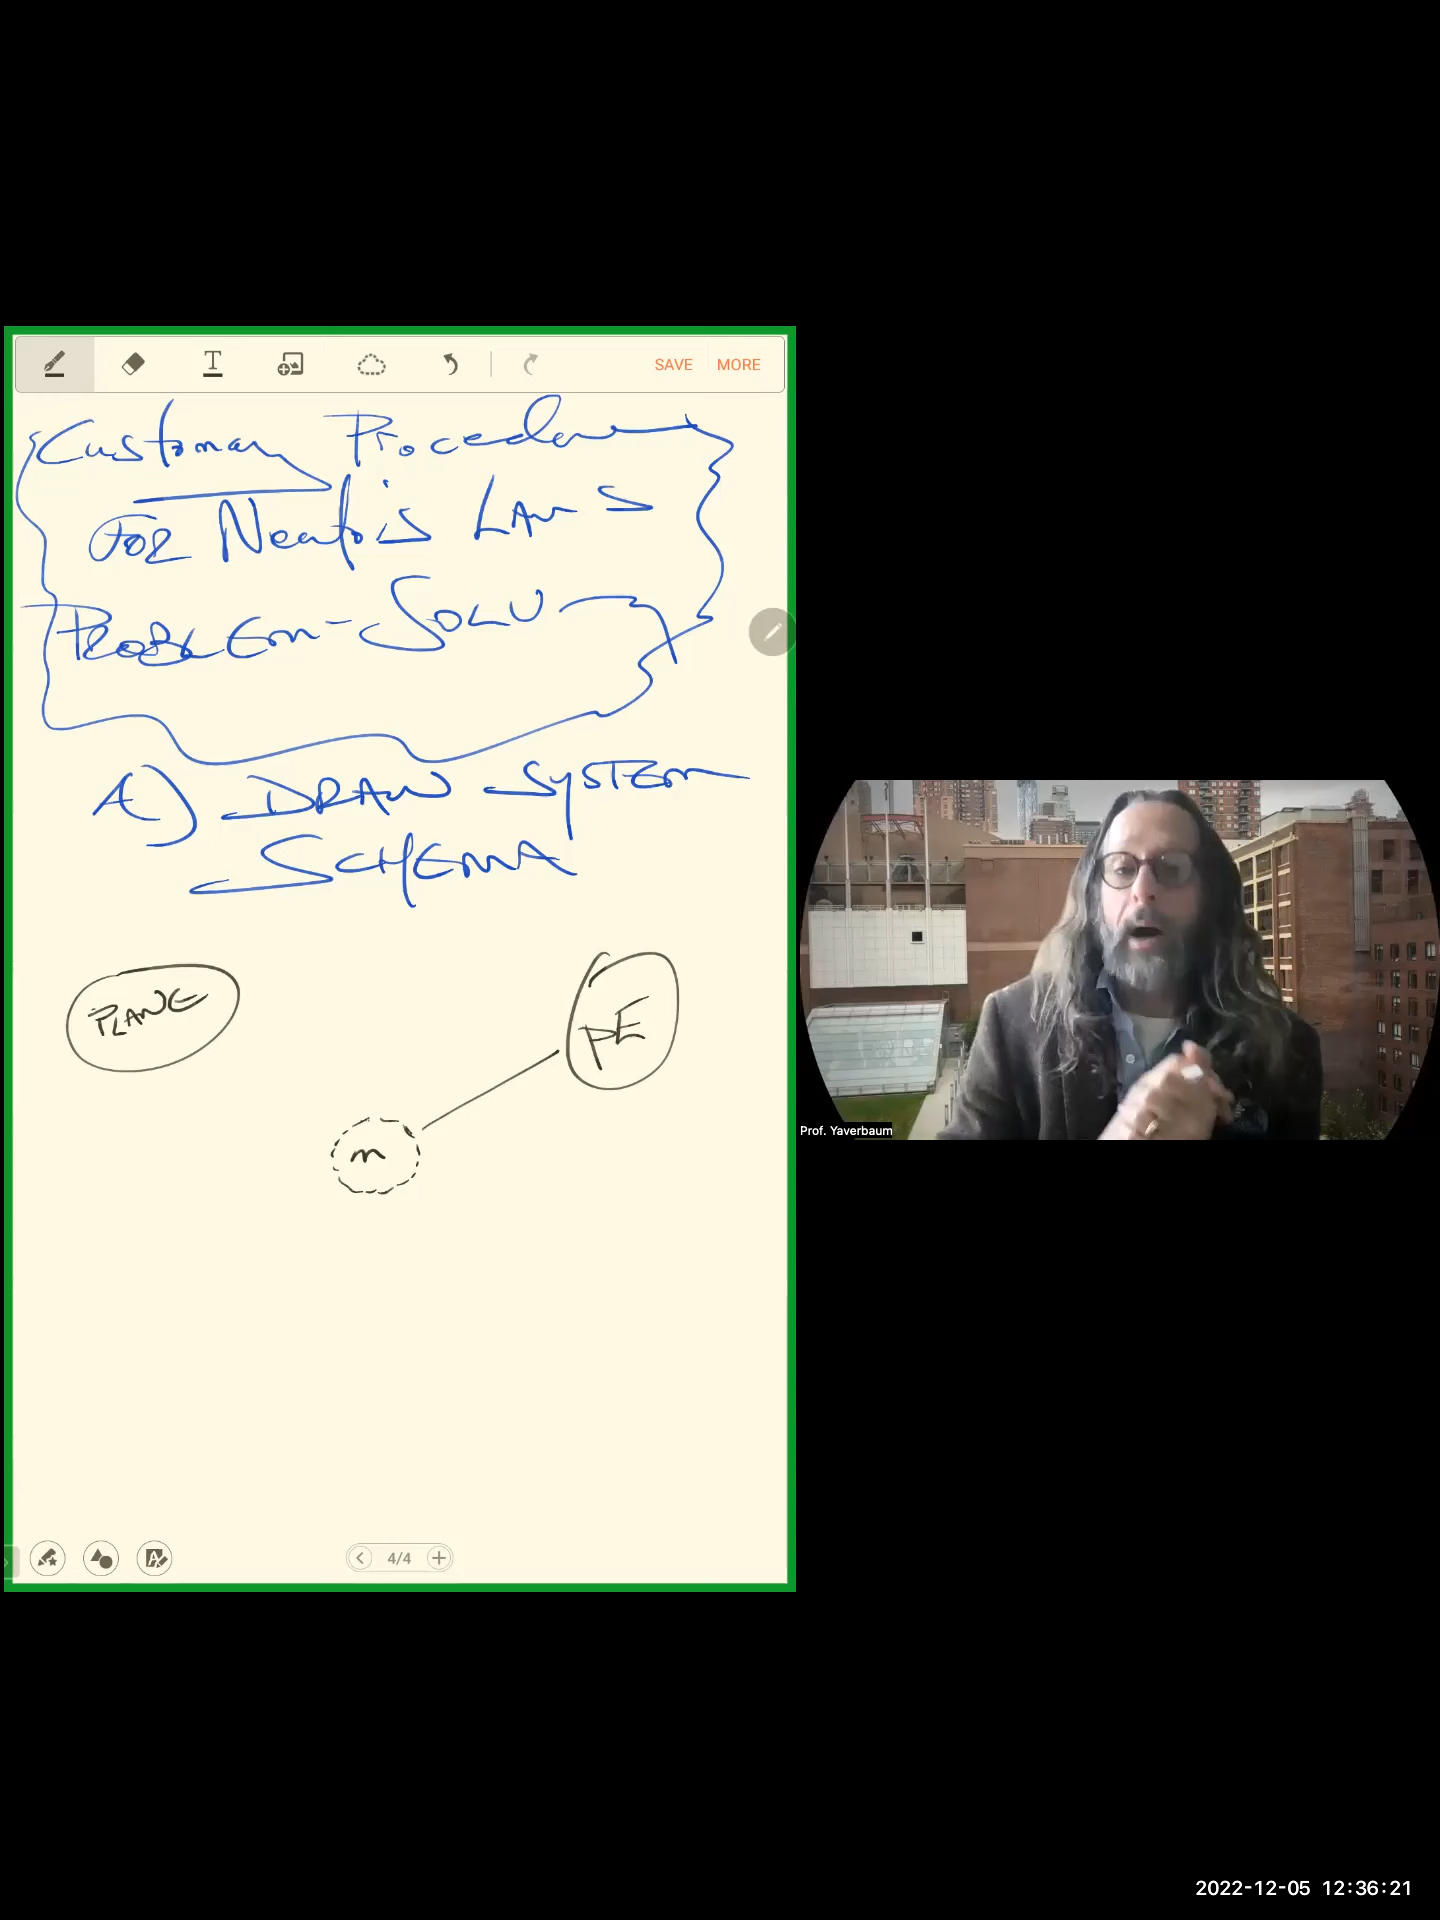 SAVE MORE
Customary Procedure
FOR Newton's LAWS
PROBLEM-SOLV
A) DRAW SYSTEM
SCHEMA
PLANE
PE
m
Prof. Yaverbaum
4/4
2022-12-05 12:36:21